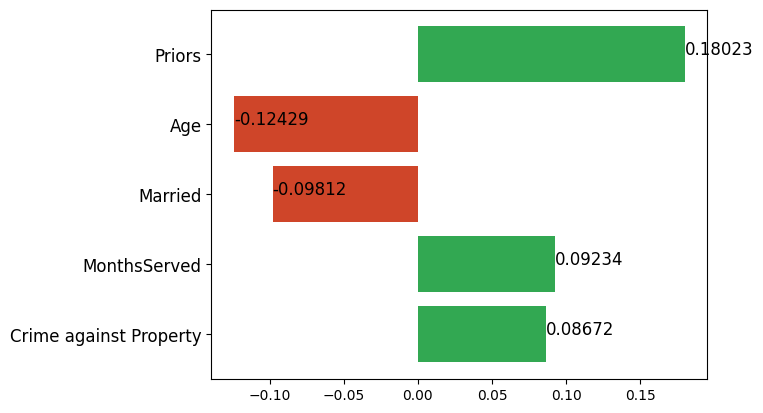 Priors 0.18023
Age -0.12429
Married -0.09812
MonthsServed 0.09234
Crime against Property 0.08672
−0.10 −0.05 0.00 0.05 0.10 0.15